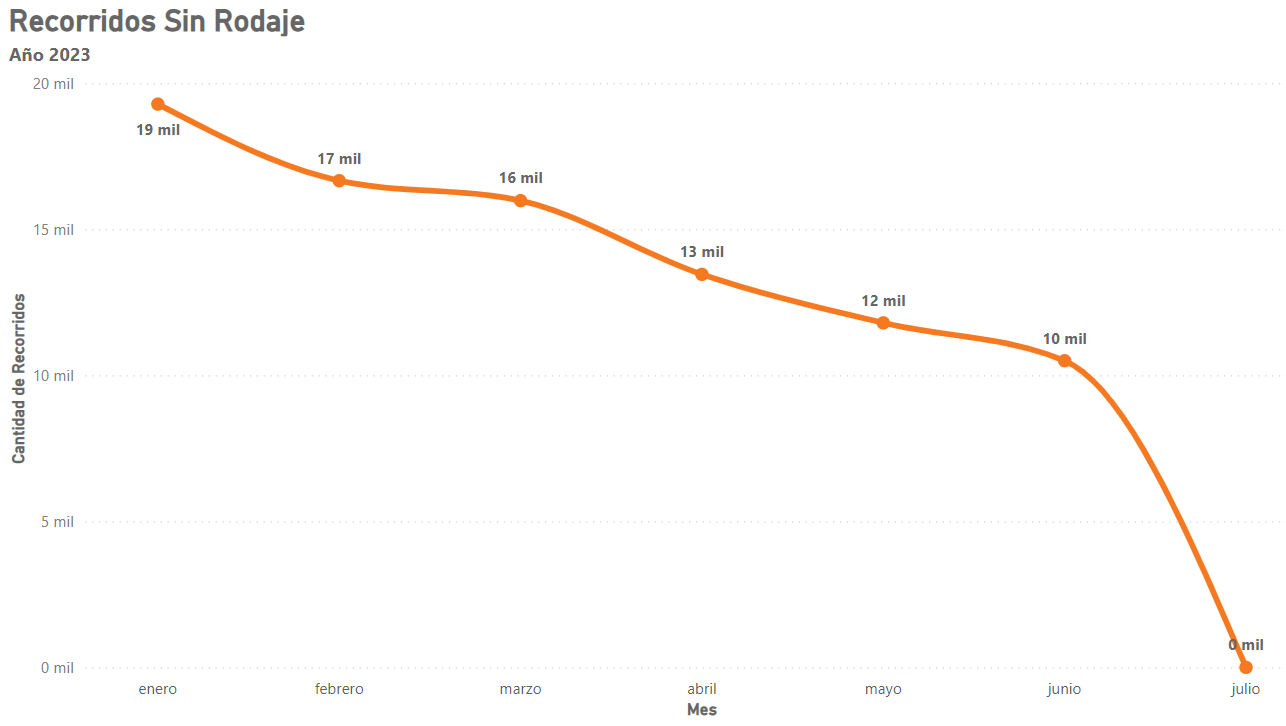 Recorridos Sin Rodaje
Año 2023
20 mil
15 mil
10 mil
5 mil
0 mil
Cantidad de Recorridos
19 mil
17 mil
16 mil
13 mil
12 mil
10 mil
0 mil
enero
febrero
marzo
abril
mayo
junio
julio
Mes